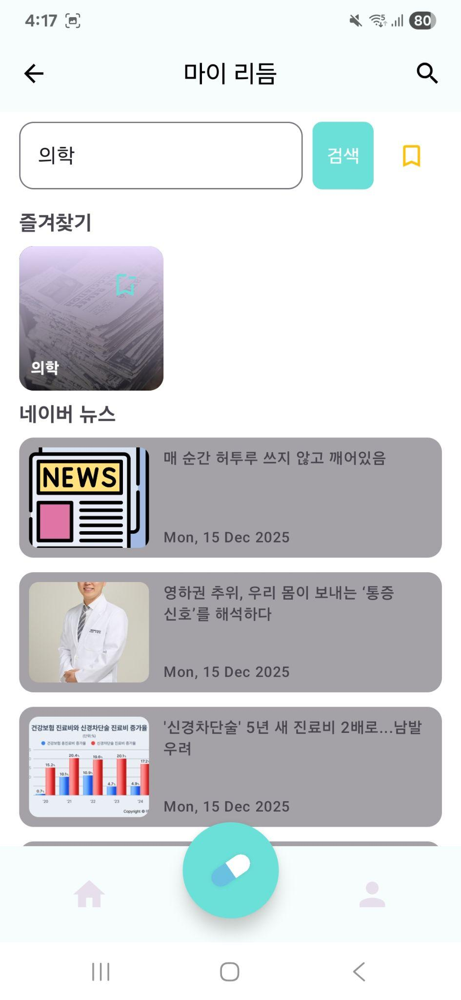 4:17
5
80
마이 리듬
의학
검색
즐겨찾기
의학
네이버 뉴스
NEWS
매 순간 허투루 쓰지 않고 깨어있음
Mon, 15 Dec 2025
영하권 추위, 우리 몸이 보내는 ‘통증
신호’를 해석하다
Mon, 15 Dec 2025
건강보험 진료비와 신경차단술 진료비 증가율
(단위:%)
건강보험 총진료비 증가율 신경차단술 진료비 증가율
20.4% 19.6% 20.1%
15.2% 17.2%
10.1% 10.9%
4.7% 4.9%
0.7%
'20 '21 '22 '23 '24
Copyright ©
'신경차단술' 5년 새 진료비 2배로...남발
우려
Mon, 15 Dec 2025